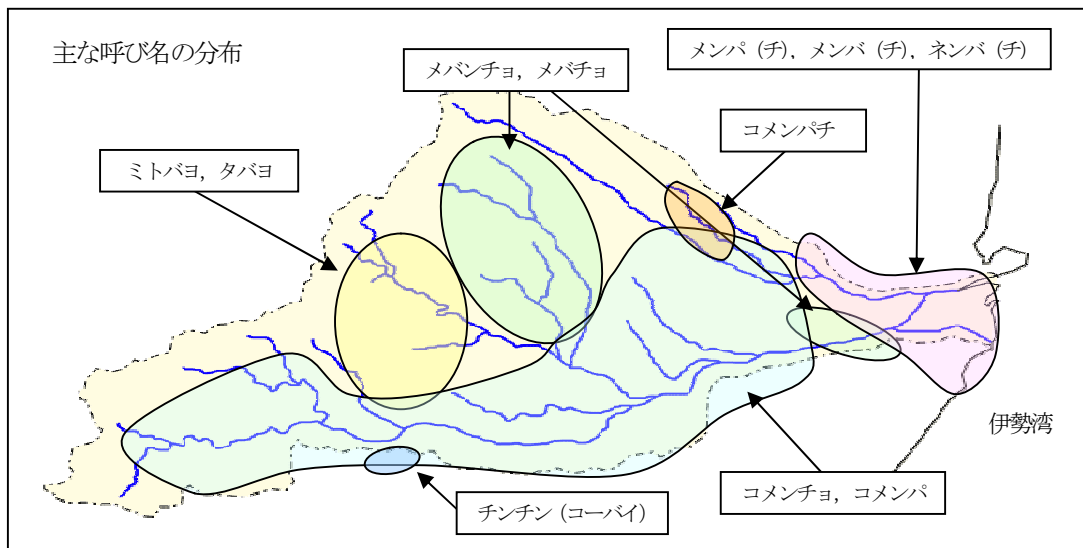 主な呼び名の分布
メンパ（チ），メンバ（チ），ネンバ（チ）
メバンチョ，メバチョ
コメンパチ
ミトバヨ，タバヨ
伊勢湾
コメンチョ，コメンパ
チンチン（コーバイ）